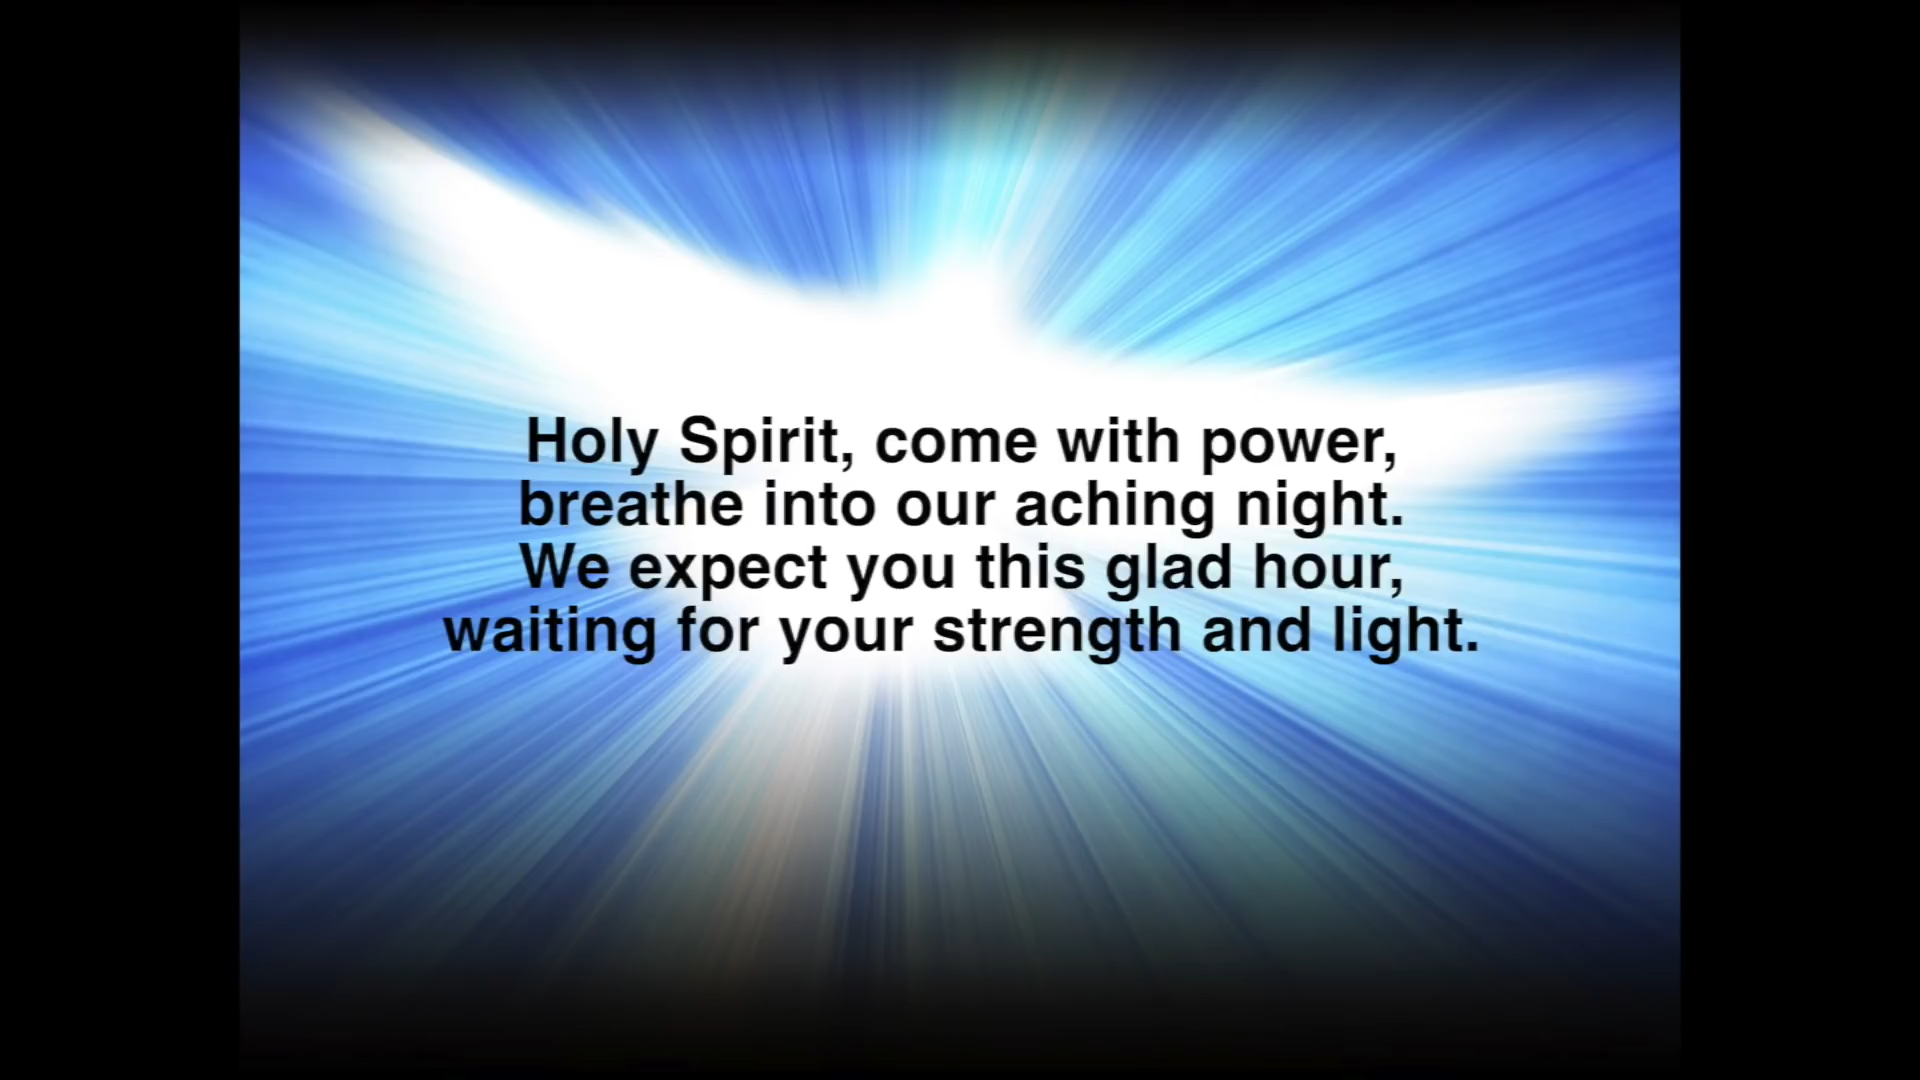 Holy Spirit, come with power,
breathe into our aching night.
We expect you this glad hour,
waiting for your strength and light.